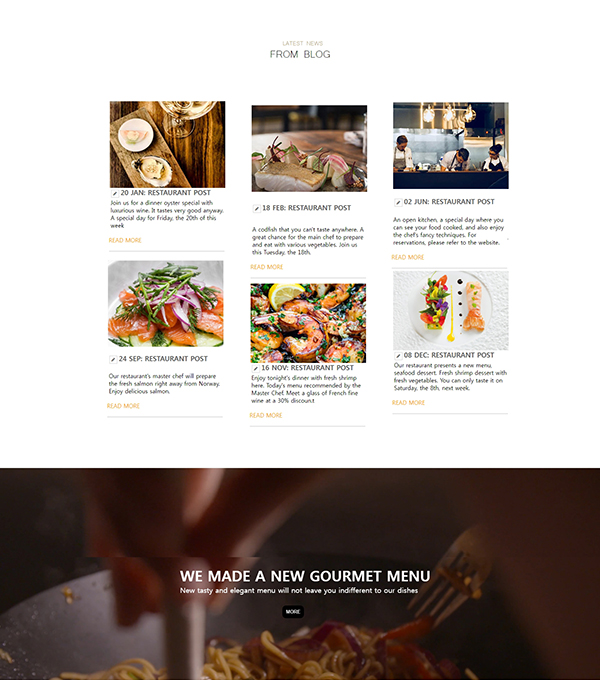 LATEST NEWS
FROM BLOG
20 JAN: RESTAURANT POST
Join us for a dinner oyster special with
luxurious wine. It tastes very good anyway.
A special day for Friday, the 20th of this
week
READ MORE
18 FEB: RESTAURANT POST
A codfish that you can't taste anywhere. A
great chance for the main chef to prepare
and eat with various vegetables. Join us
this Tuesday, the 18th.
READ MORE
02 JUN: RESTAURANT POST
An open kitchen, a special day where you
can see your food cooked, and also enjoy
the chef's fancy techniques. For
reservations, please refer to the website.
READ MORE
24 SEP: RESTAURANT POST
Our restaurant's master chef will prepare
the fresh salmon right away from Norway.
Enjoy delicious salmon.
READ MORE
16 NOV: RESTAURANT POST
Enjoy tonight's dinner with fresh shrimp
here. Today's menu recommended by the
Master Chef. Meet a glass of French fine
wine at a 30% discount
READ MORE
08 DEC: RESTAURANT POST
Our restaurant presents a new menu,
seafood dessert. Fresh shrimp dessert with
fresh vegetables. You can only taste it on
Saturday, the 8th, next week.
READ MORE
WE MADE A NEW GOURMET MENU
New tasty and elegant menu will not leave you indifferent to our dishes
MORE